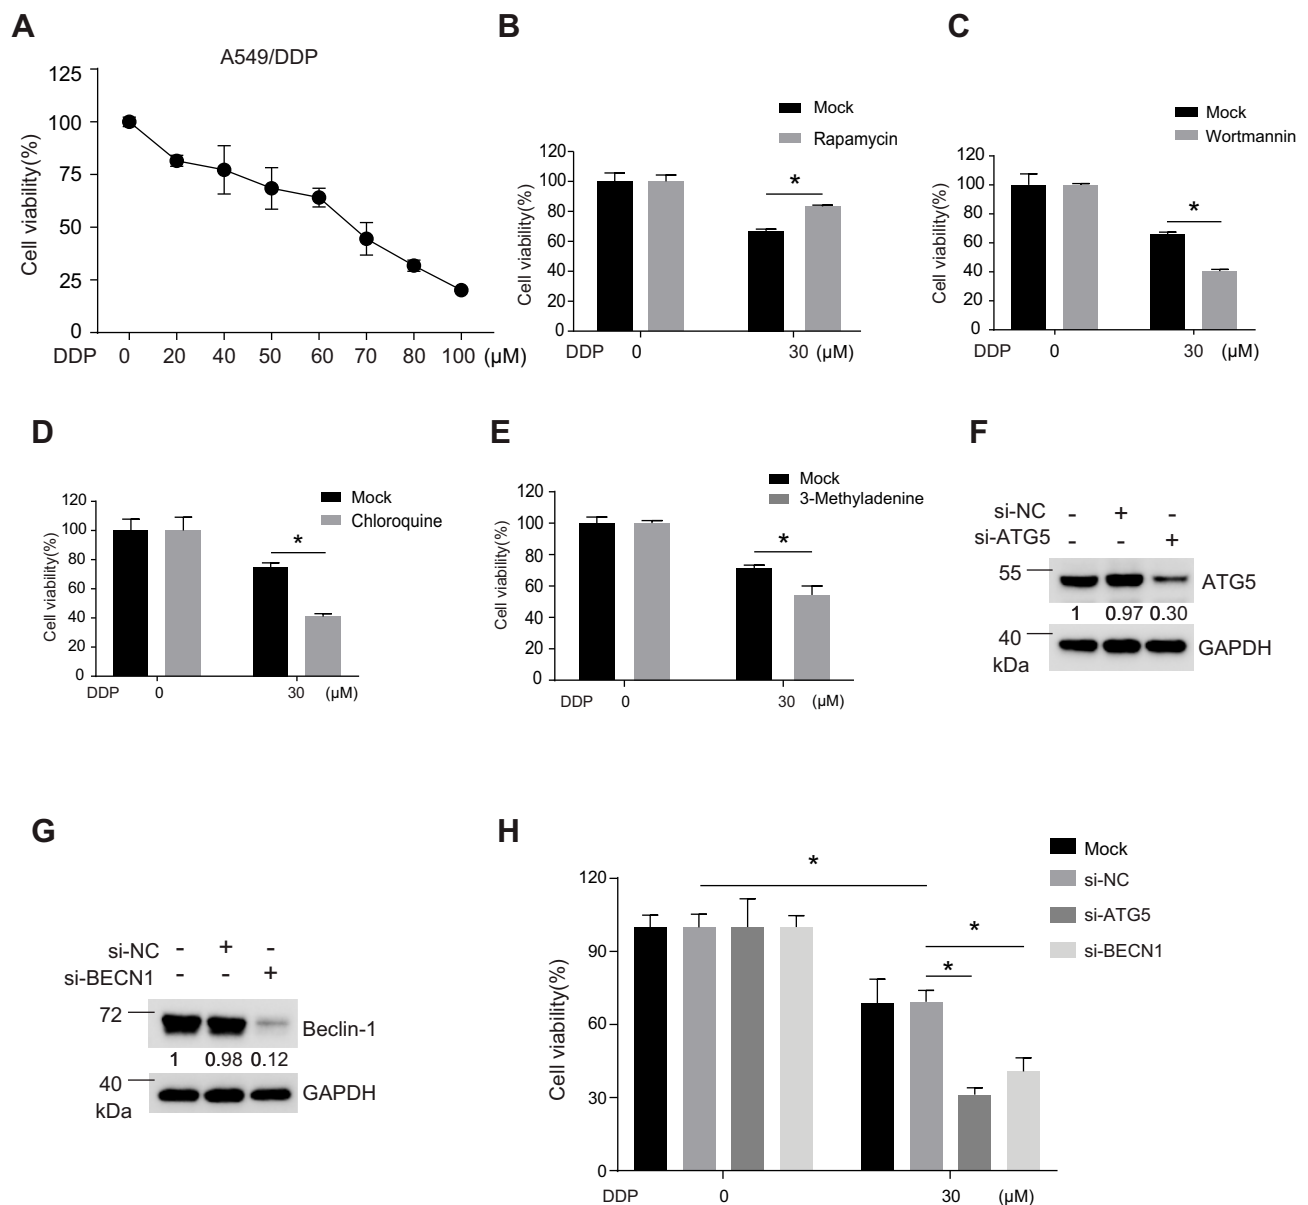 A
A549/DDP
Cell viability(%)
125
100
75
50
25
0
DDP 0 20 40 50 60 70 80 100 (μM)
B
Mock
Rapamycin
Cell viability(%)
120
100
80
60
40
20
0
DDP 0 30 (μM)
*
C
Mock
Wortmannin
Cell viability(%)
120
100
80
60
40
20
0
DDP 0 30 (μM)
*
D
Mock
Chloroquine
Cell viability(%)
120
100
80
60
40
20
0
DDP 0 30 (μM)
*
E
Mock
3-Methyladenine
Cell viability(%)
120
100
80
60
40
20
0
DDP 0 30 (μM)
*
F
si-NC - + -
si-ATG5 - - +
55 ATG5
1 0.97 0.30
40 GAPDH
kDa
G
si-NC - + -
si-BECN1 - - +
72 Beclin-1
1 0.98 0.12
40 GAPDH
kDa
H
Mock
si-NC
si-ATG5
si-BECN1
Cell viability(%)
120
90
60
30
0
DDP 0 30 (μM)
*
*
*